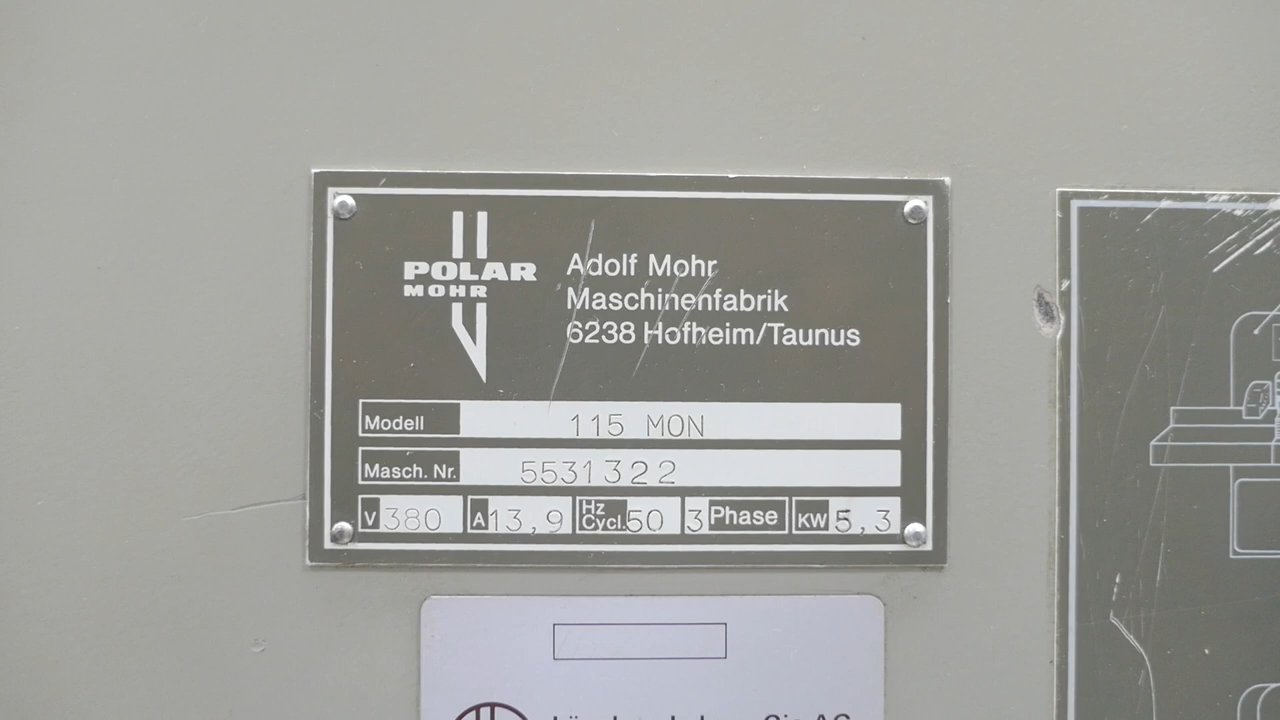 POLAR
MOHR
Adolf Mohr
Maschinenfabrik
6238 Hofheim/Taunus
Modell 115 MON
Masch. Nr. 5531322
V 380 A 13,9 Hz Cycl. 50 3 Phase KW 5,3